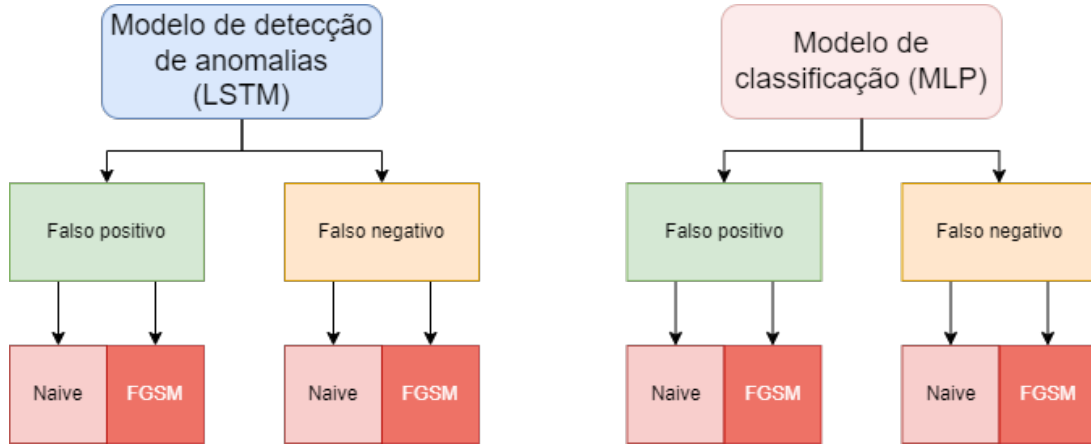 Modelo de detecção
de anomalias
(LSTM)
Modelo de
classificação (MLP)
Falso positivo
Falso negativo
Falso positivo
Falso negativo
Naive
FGSM
Naive
FGSM
Naive
FGSM
Naive
FGSM